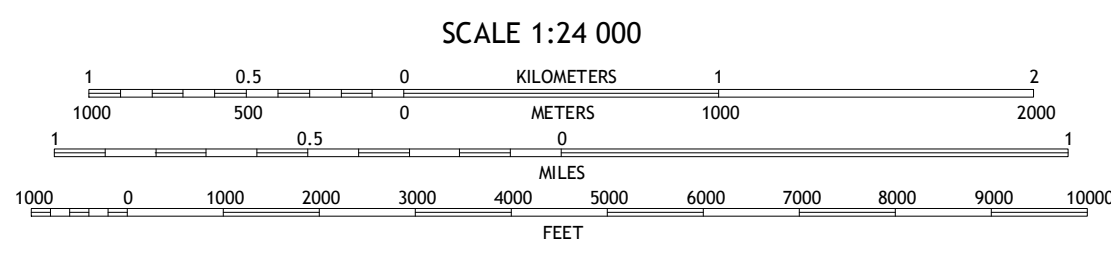 SCALE 1:24 000
1 0.5 0 KILOMETERS 1 2
1000 500 0 METERS 1000 2000
1 0.5 0 1
MILES
1000 0 1000 2000 3000 4000 5000 6000 7000 8000 9000 10000
FEET